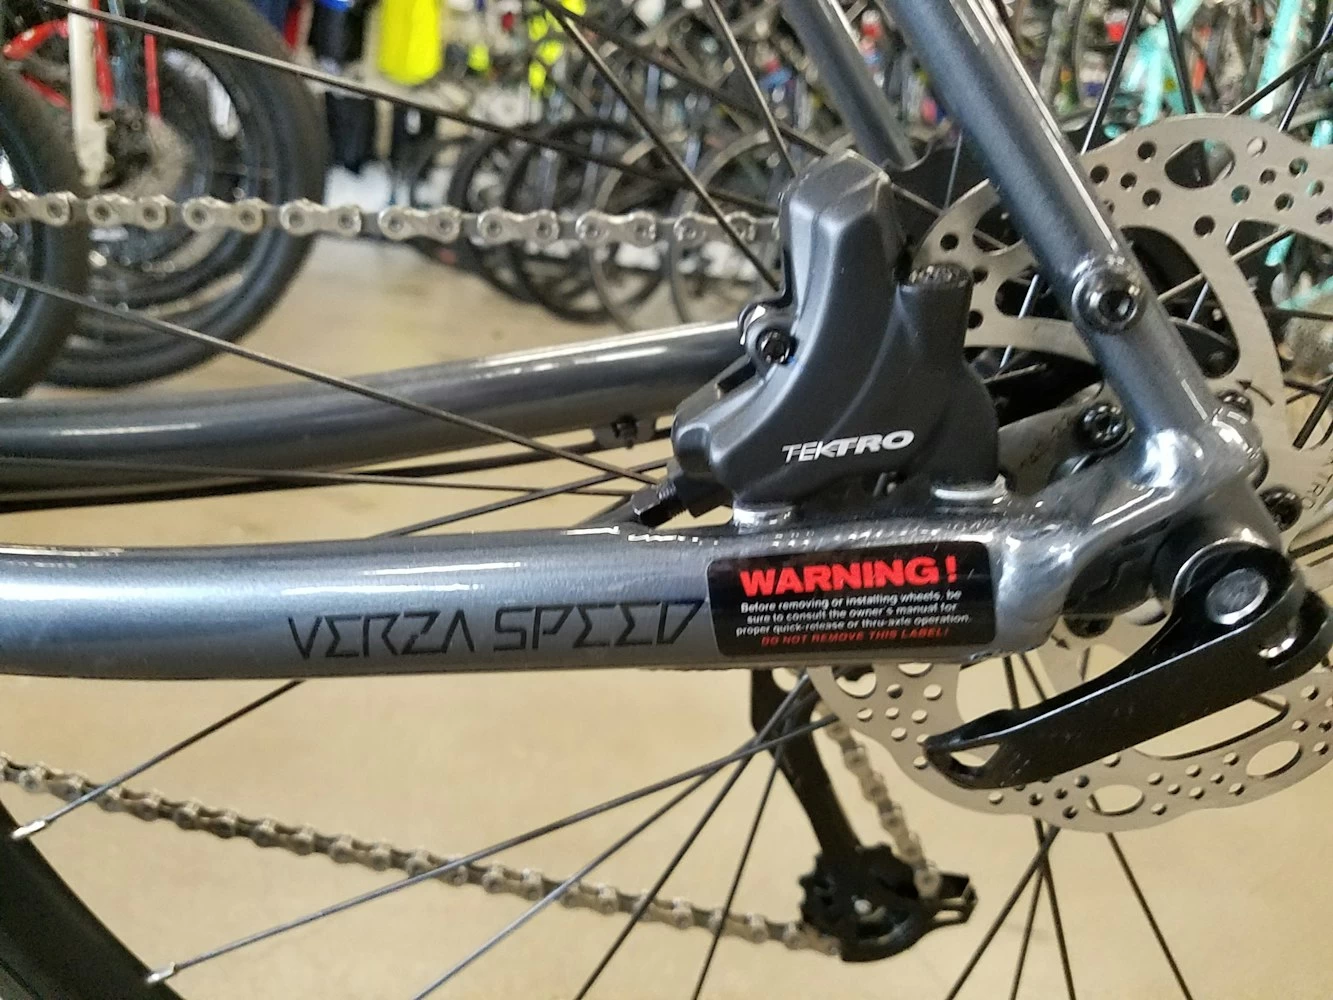 TEKTRO
VERZA SPEED
WARNING!
Before removing or installing wheels, be
sure to consult the owner's manual for
proper quick-release or thru-axle operation.
DO NOT REMOVE THIS LABEL!